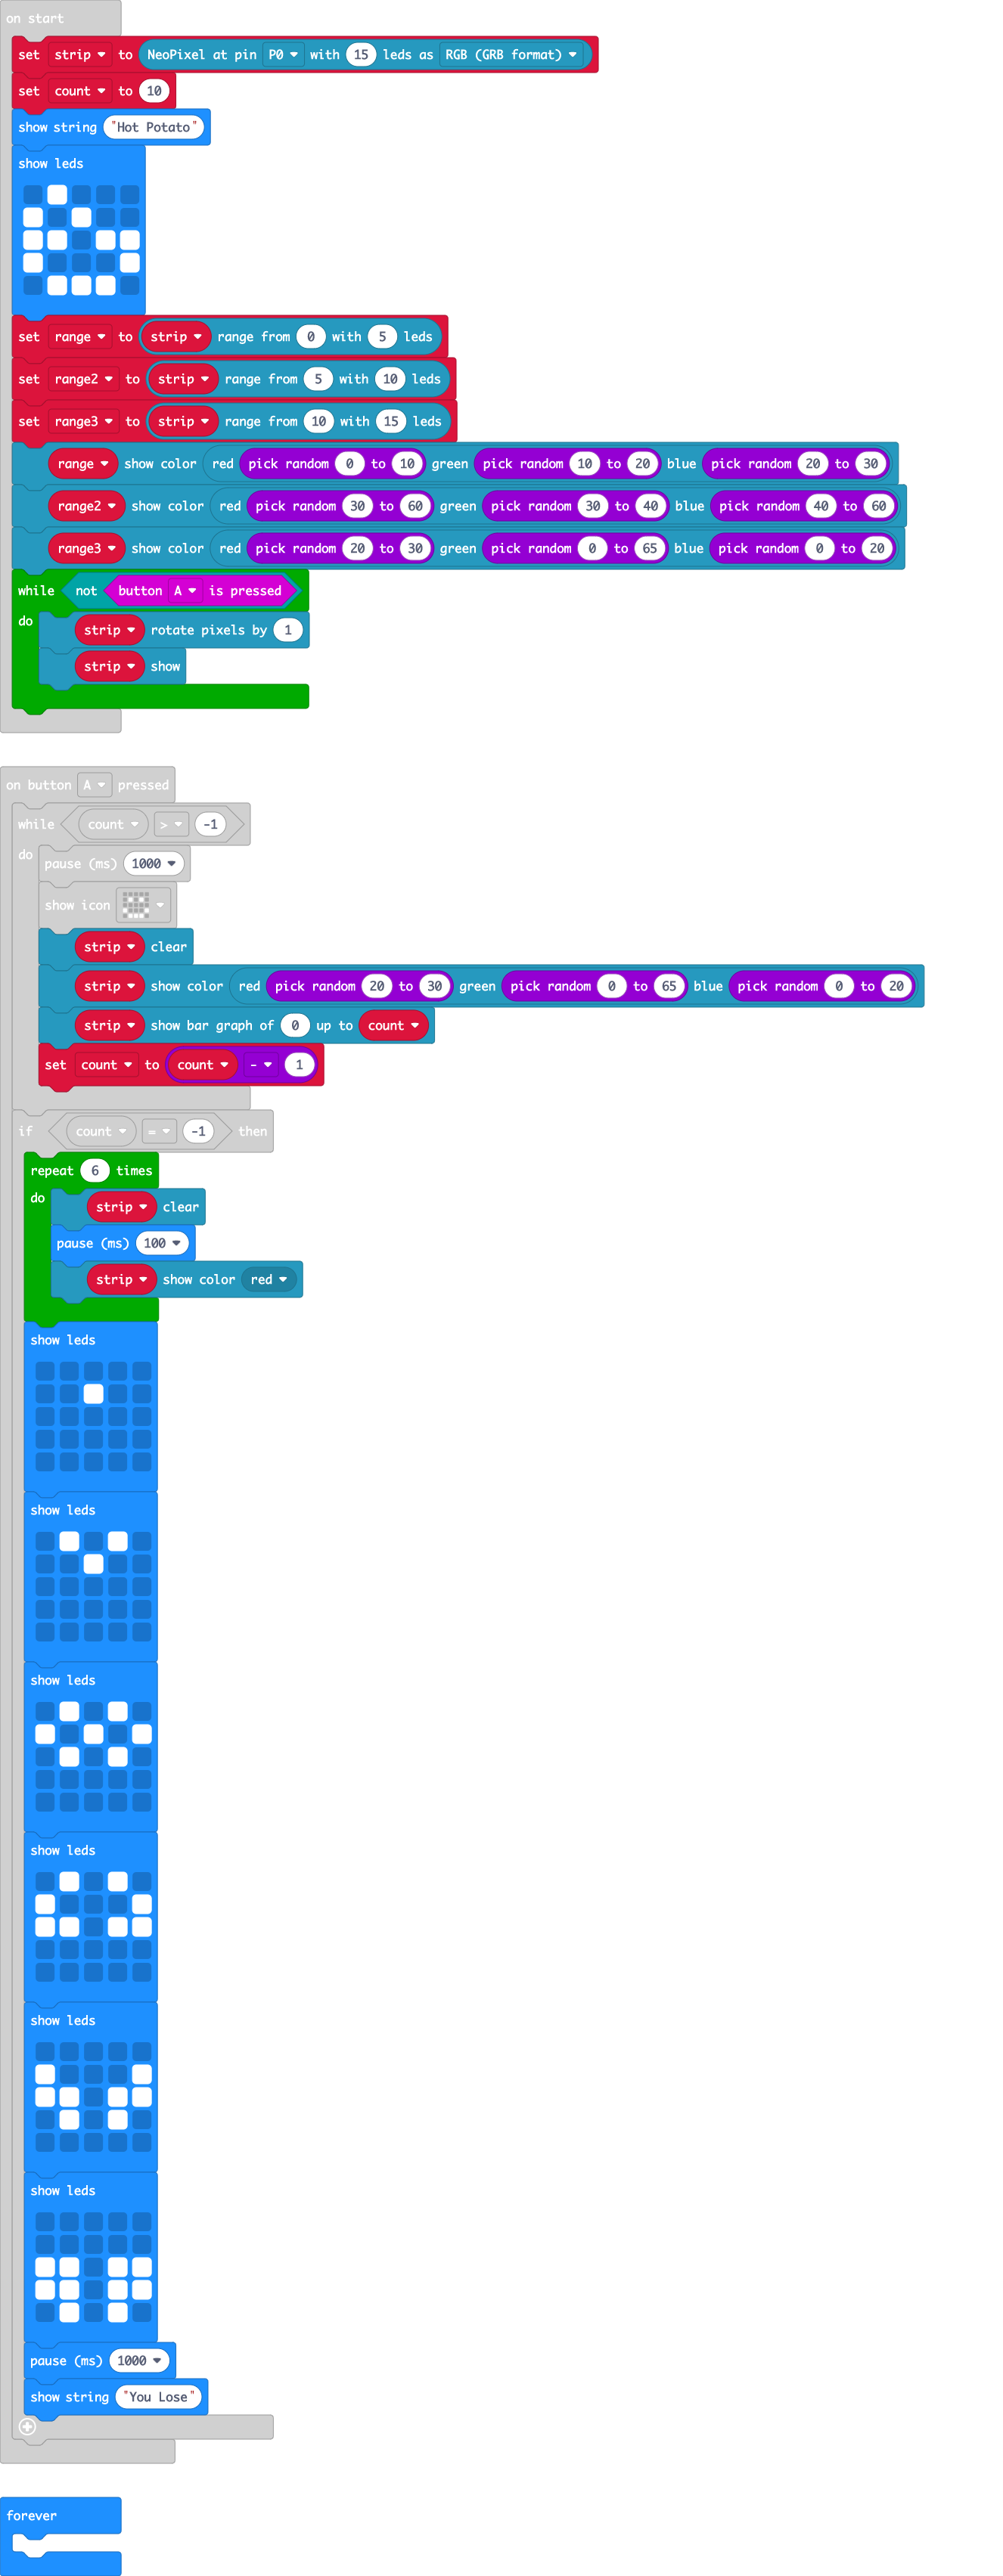 on start
set strip to NeoPixel at pin P0 with 15 leds as RGB (GRB format)
set count to 10
show string "Hot Potato"
show leds
set range to strip range from 0 with 5 leds
set range2 to strip range from 5 with 10 leds
set range3 to strip range from 10 with 15 leds
range show color red pick random 0 to 10 green pick random 10 to 20 blue pick random 20 to 30
range2 show color red pick random 30 to 60 green pick random 30 to 40 blue pick random 40 to 60
range3 show color red pick random 20 to 30 green pick random 0 to 65 blue pick random 0 to 20
while not button A is pressed
do
strip rotate pixels by 1
strip show
on button A pressed
while count > -1
do
pause (ms) 1000
show icon
strip clear
strip show color red pick random 20 to 30 green pick random 0 to 65 blue pick random 0 to 20
strip show bar graph of 0 up to count
set count to count - 1
if count = -1 then
repeat 6 times
do
strip clear
pause (ms) 100
strip show color red
show leds
show leds
show leds
show leds
show leds
show leds
pause (ms) 1000
show string "You Lose"
forever